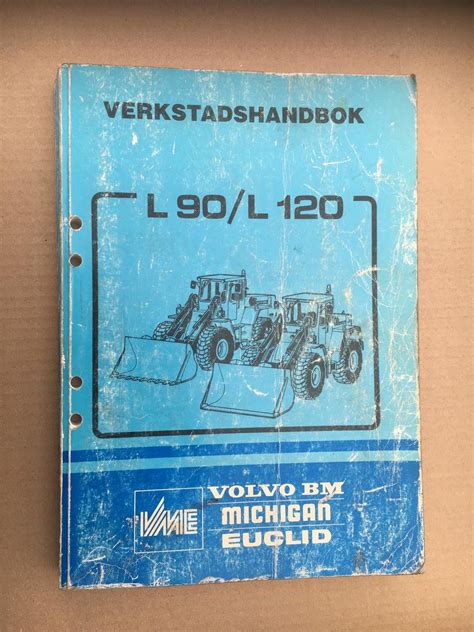 VERKSTADSHANDBOK
L 90/L 120
VME
VOLVO BM
MICHIGAN
EUCLID